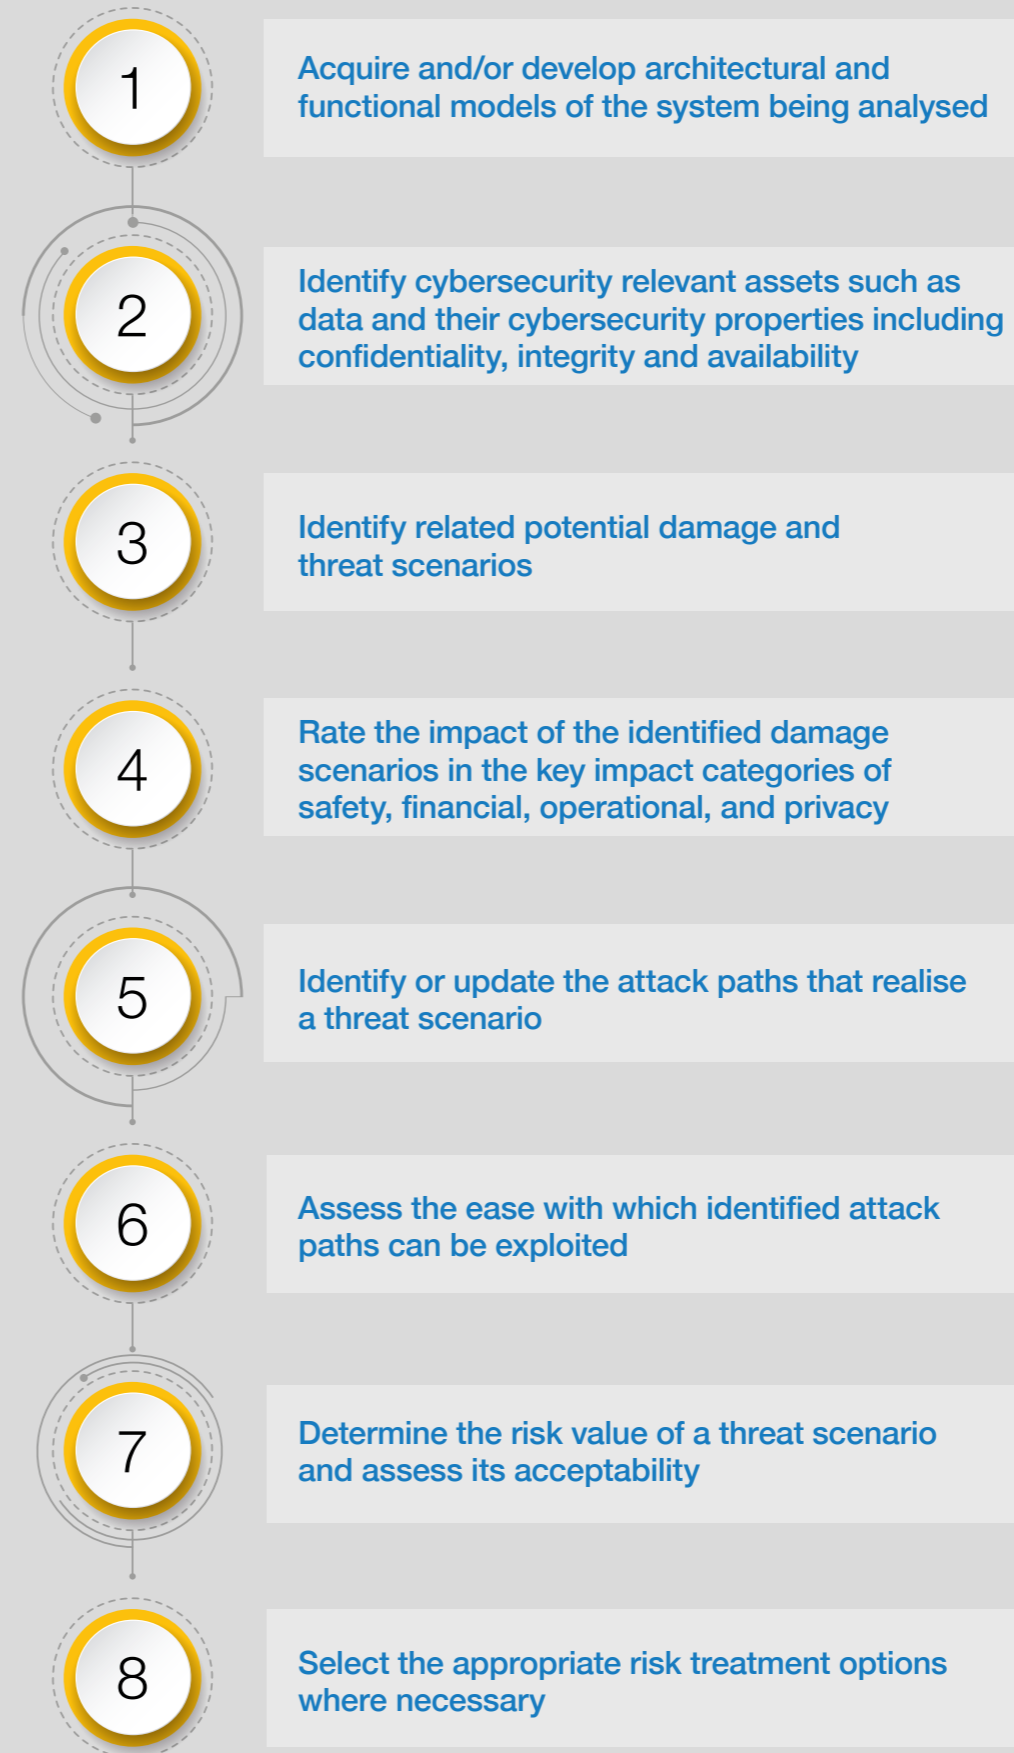 1
Acquire and/or develop architectural and
functional models of the system being analysed
2
Identify cybersecurity relevant assets such as
data and their cybersecurity properties including
confidentiality, integrity and availability
3
Identify related potential damage and
threat scenarios
4
Rate the impact of the identified damage
scenarios in the key impact categories of
safety, financial, operational, and privacy
5
Identify or update the attack paths that realise
a threat scenario
6
Assess the ease with which identified attack
paths can be exploited
7
Determine the risk value of a threat scenario
and assess its acceptability
8
Select the appropriate risk treatment options
where necessary